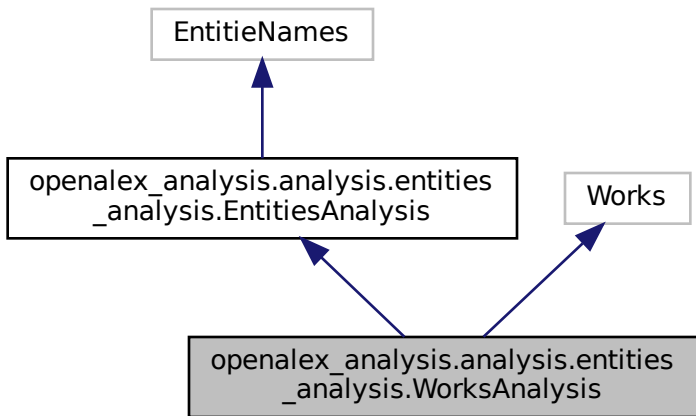 EntitieNames
openalex_analysis.analysis.entities
_analysis.EntitiesAnalysis
Works
openalex_analysis.analysis.entities
_analysis.WorksAnalysis